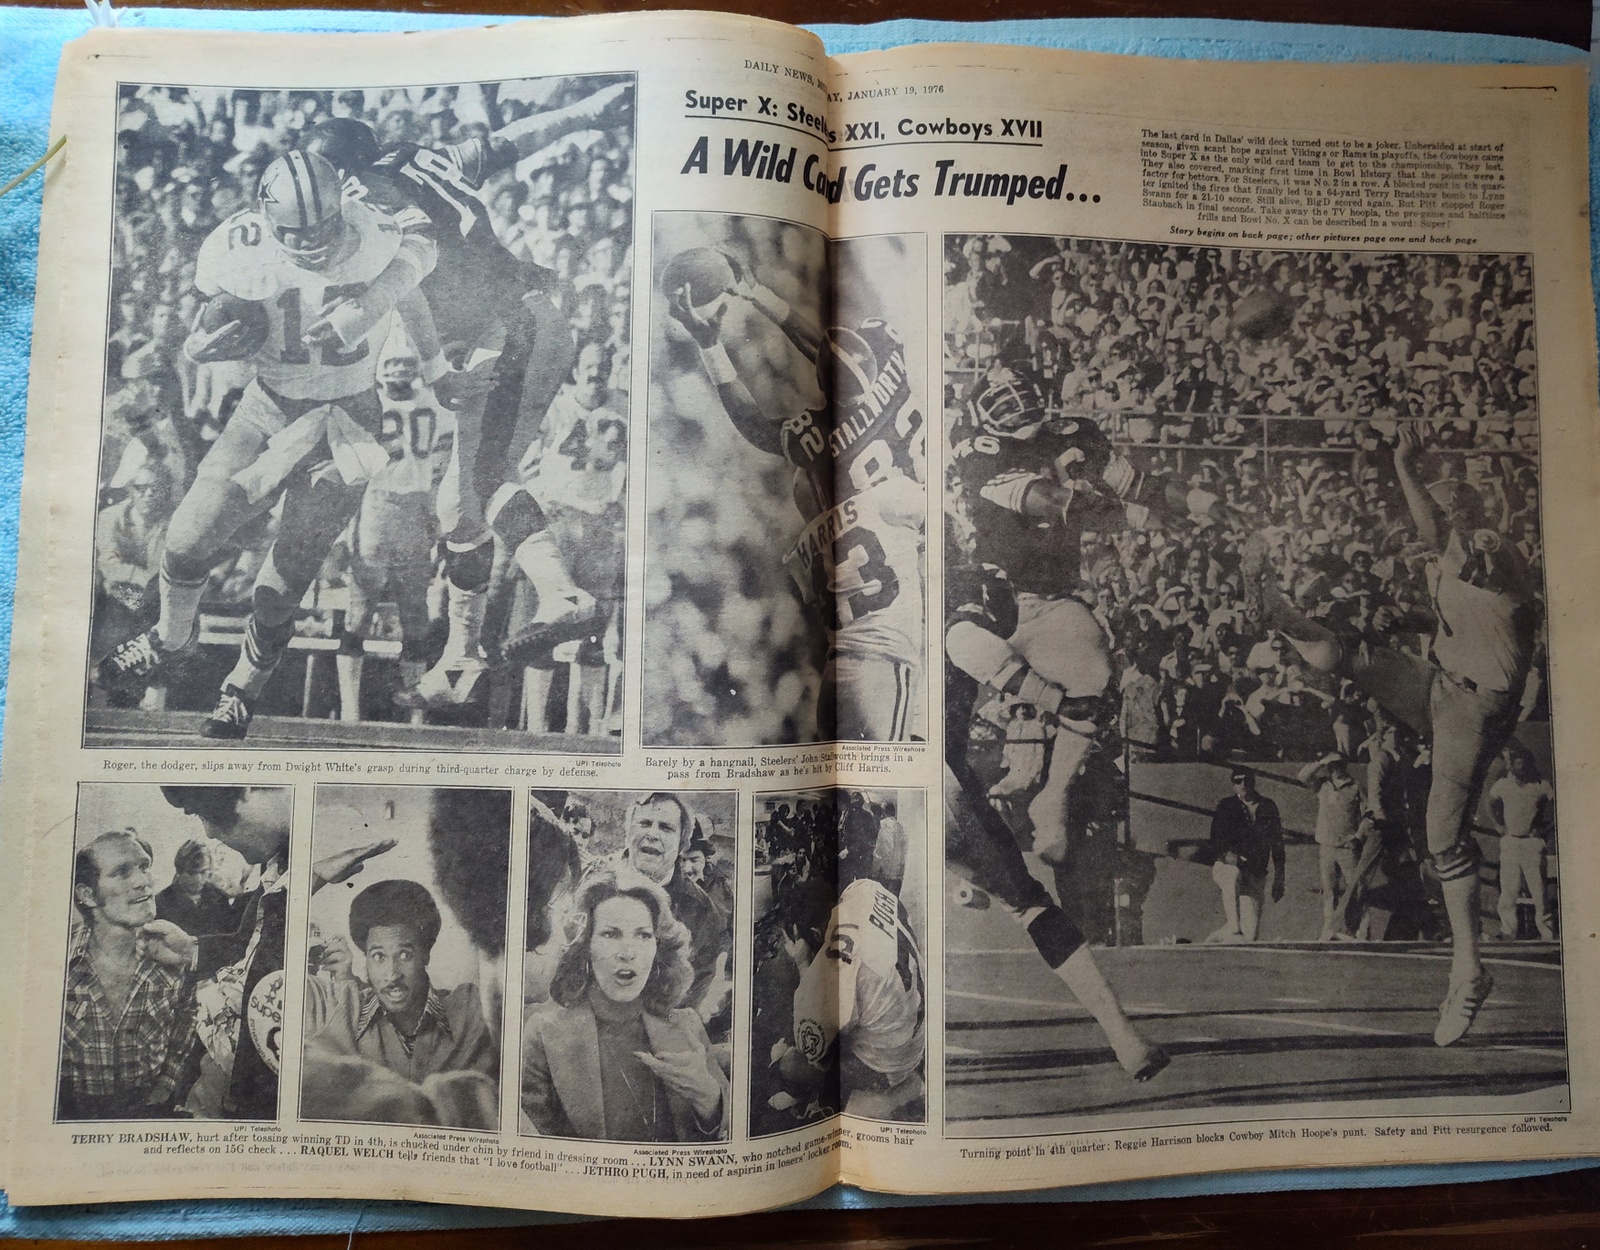 DAILY NEWS, AY, JANUARY 19, 1976
Super X: Steelers XXI, Cowboys XVII
A Wild Card Gets Trumped...
The last card in Dallas' wild deck turned out to be a joker. Unheralded at start of
season, given scant hope against Vikings or Rams in playoffs, the Cowboys came
into Super X as the only wild card team to get to the championship. They lost.
They also covered, marking first time in Bowl history that the points were a
factor for bettors. For Steelers, it was No. 2 in a row. A blocked punt in 4th quar-
ter ignited the fires that finally led to a 64-yard Terry Bradshaw bomb to Lynn
Swann for a 21-10 score. Still alive, Big D scored again. But Pitt stopped Roger
Staubach in final seconds. Take away the TV hoopla, the pre-game and halftime
frills and Bowl No. X can be described in a word: Super!
Story begins on back page; other pictures page one and back page
12
12
78
20
43
UPI Telephoto
Roger, the dodger, slips away from Dwight White's grasp during third-quarter charge by defense.
82
STALLWORTH
82
HARRIS
3
Associated Press Wirephoto
Barely by a hangnail, Steelers' John Stallworth brings in a
pass from Bradshaw as he's hit by Cliff Harris.
46
UPI Telephoto
Turning point in 4th quarter: Reggie Harrison blocks Cowboy Mitch Hoope's punt. Safety and Pitt resurgence followed.
Supe
PUGH
UPI Telephoto
Associated Press Wirephoto
Associated Press Wirephoto
UPI Telephoto
TERRY BRADSHAW, hurt after tossing winning TD in 4th, is chucked under chin by friend in dressing room... LYNN SWANN, who notched game-winner, grooms hair
and reflects on 15G check... RAQUEL WELCH tells friends that "I love football"... JETHRO PUGH, in need of aspirin in losers' locker room.